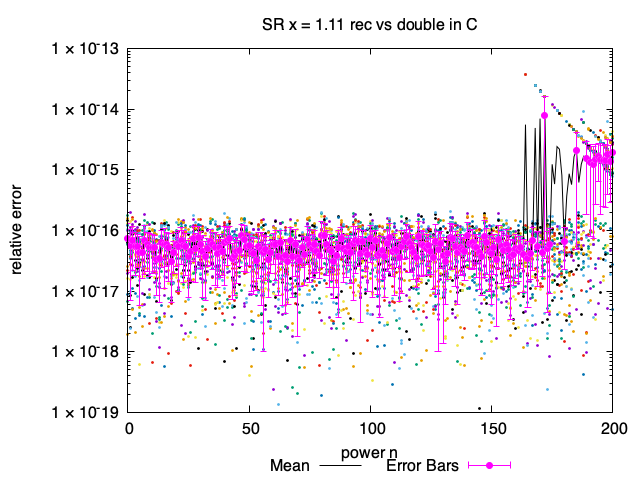 SR x = 1.11 rec vs double in C
1 × 10⁻¹³
1 × 10⁻¹⁴
1 × 10⁻¹⁵
1 × 10⁻¹⁶
1 × 10⁻¹⁷
1 × 10⁻¹⁸
1 × 10⁻¹⁹
relative error
0 50 100 150 200
power n
Mean Error Bars